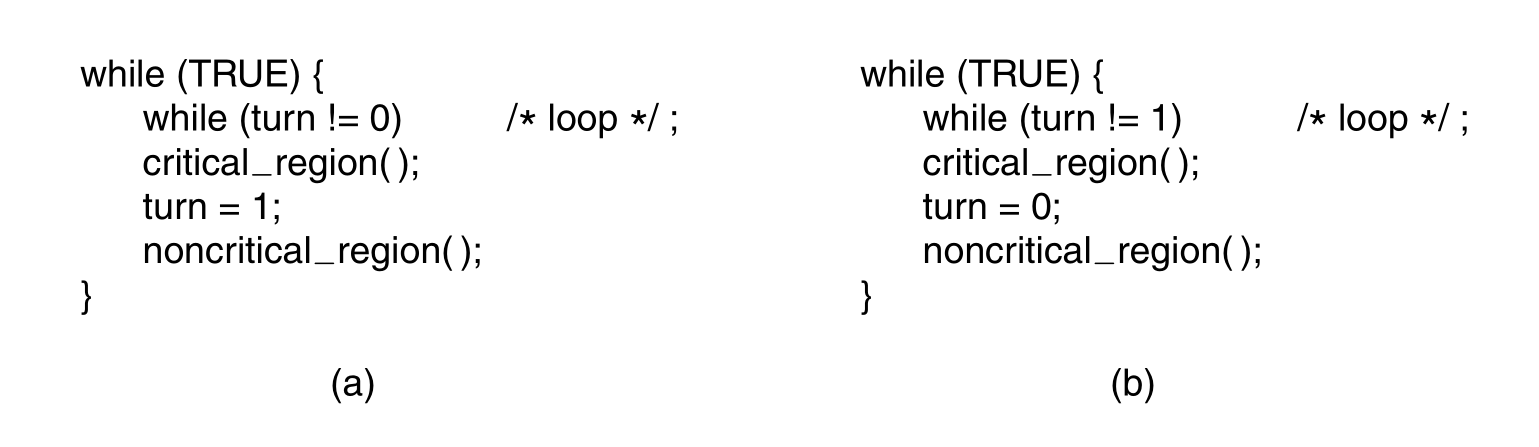 while (TRUE) {
while (turn != 0) /* loop */ ;
critical_region( );
turn = 1;
noncritical_region( );
}
(a)
while (TRUE) {
while (turn != 1) /* loop */ ;
critical_region( );
turn = 0;
noncritical_region( );
}
(b)